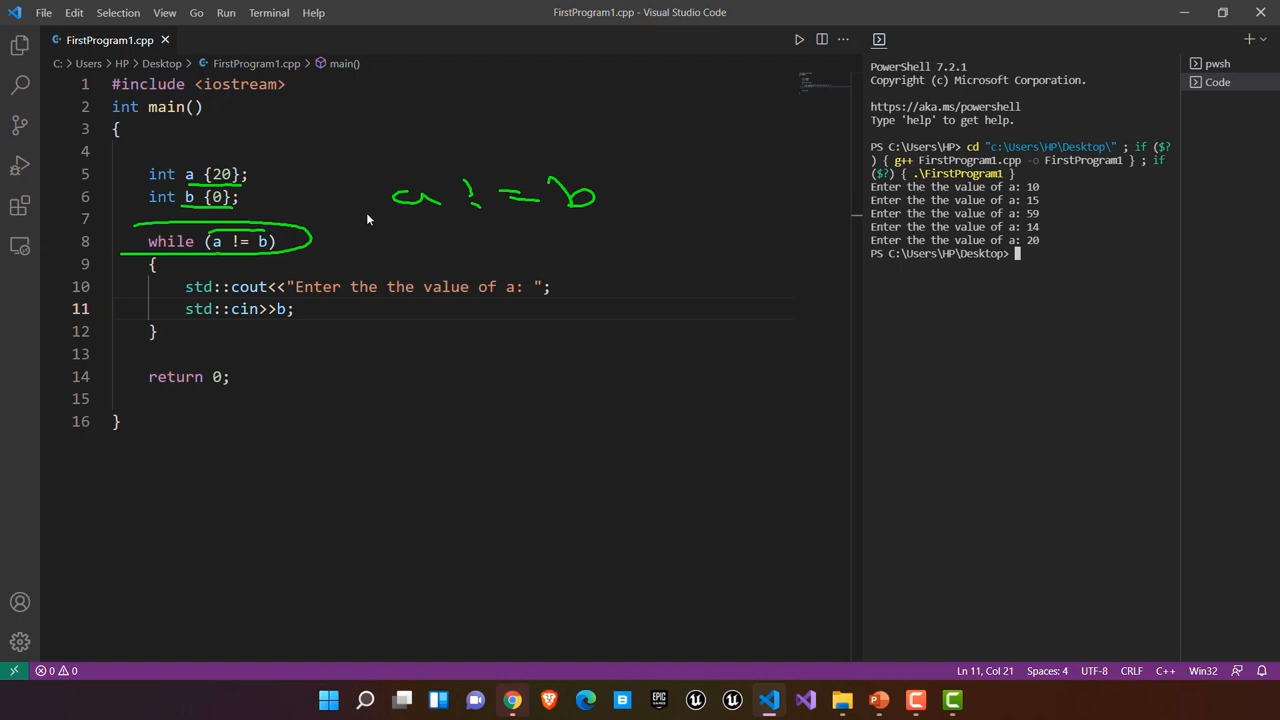 File Edit Selection View Go Run Terminal Help
FirstProgram1.cpp - Visual Studio Code
FirstProgram1.cpp
C: > Users > HP > Desktop > FirstProgram1.cpp > main()
1 #include <iostream>
2 int main()
3 {
4
5 int a {20};
6 int b {0};
a != b
7
8 while (a != b)
9 {
10 std::cout<<"Enter the the value of a: ";
11 std::cin>>b;
12 }
13
14 return 0;
15
16 }
PowerShell 7.2.1
Copyright (c) Microsoft Corporation.
https://aka.ms/powershell
Type 'help' to get help.
PS C:\Users\HP> cd "c:\Users\HP\Desktop\" ; if ($?
) { g++ FirstProgram1.cpp -o FirstProgram1 } ; if
($?) { .\FirstProgram1 }
Enter the the value of a: 10
Enter the the value of a: 15
Enter the the value of a: 59
Enter the the value of a: 14
Enter the the value of a: 20
PS C:\Users\HP\Desktop>
pwsh
Code
0 0
Ln 11, Col 21 Spaces: 4 UTF-8 CRLF C++ Win32
EPIC GAMES